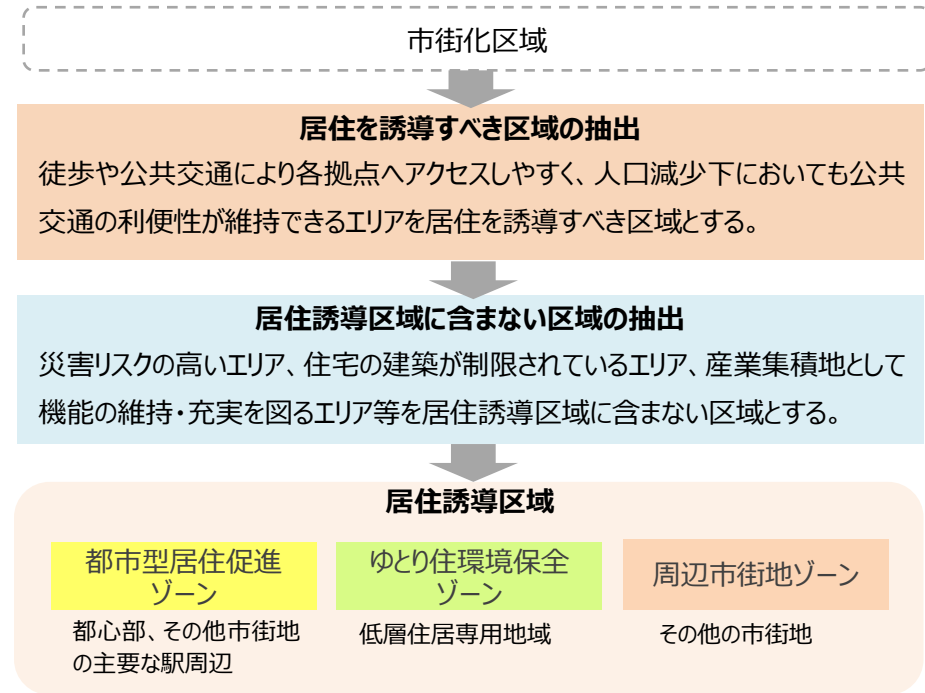 市街化区域
居住を誘導すべき区域の抽出
徒歩や公共交通により各拠点へアクセスしやすく、人口減少下においても公共
交通の利便性が維持できるエリアを居住を誘導すべき区域とする。
居住誘導区域に含まない区域の抽出
災害リスクの高いエリア、住宅の建築が制限されているエリア、産業集積地として
機能の維持・充実を図るエリア等を居住誘導区域に含まない区域とする。
居住誘導区域
都市型居住促進
ゾーン
都心部、その他市街地
の主要な駅周辺
ゆとり住環境保全
ゾーン
低層住居専用地域
周辺市街地ゾーン
その他の市街地